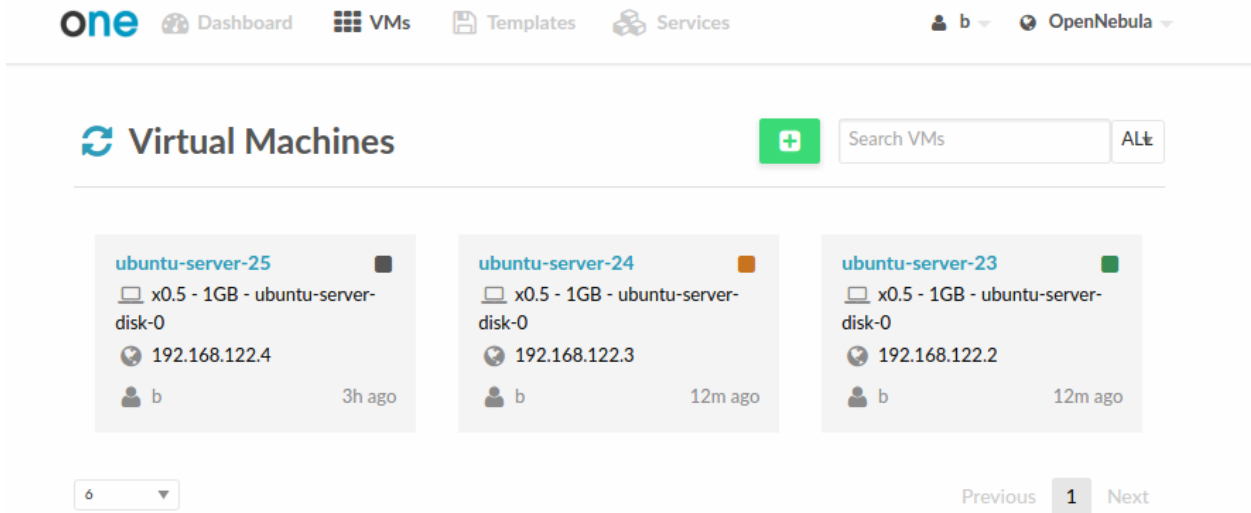 one Dashboard VMs Templates Services b OpenNebula
Virtual Machines Search VMs ALL
ubuntu-server-25
x0.5 - 1GB - ubuntu-server-
disk-0
192.168.122.4
b 3h ago
ubuntu-server-24
x0.5 - 1GB - ubuntu-server-
disk-0
192.168.122.3
b 12m ago
ubuntu-server-23
x0.5 - 1GB - ubuntu-server-
disk-0
192.168.122.2
b 12m ago
6 Previous 1 Next